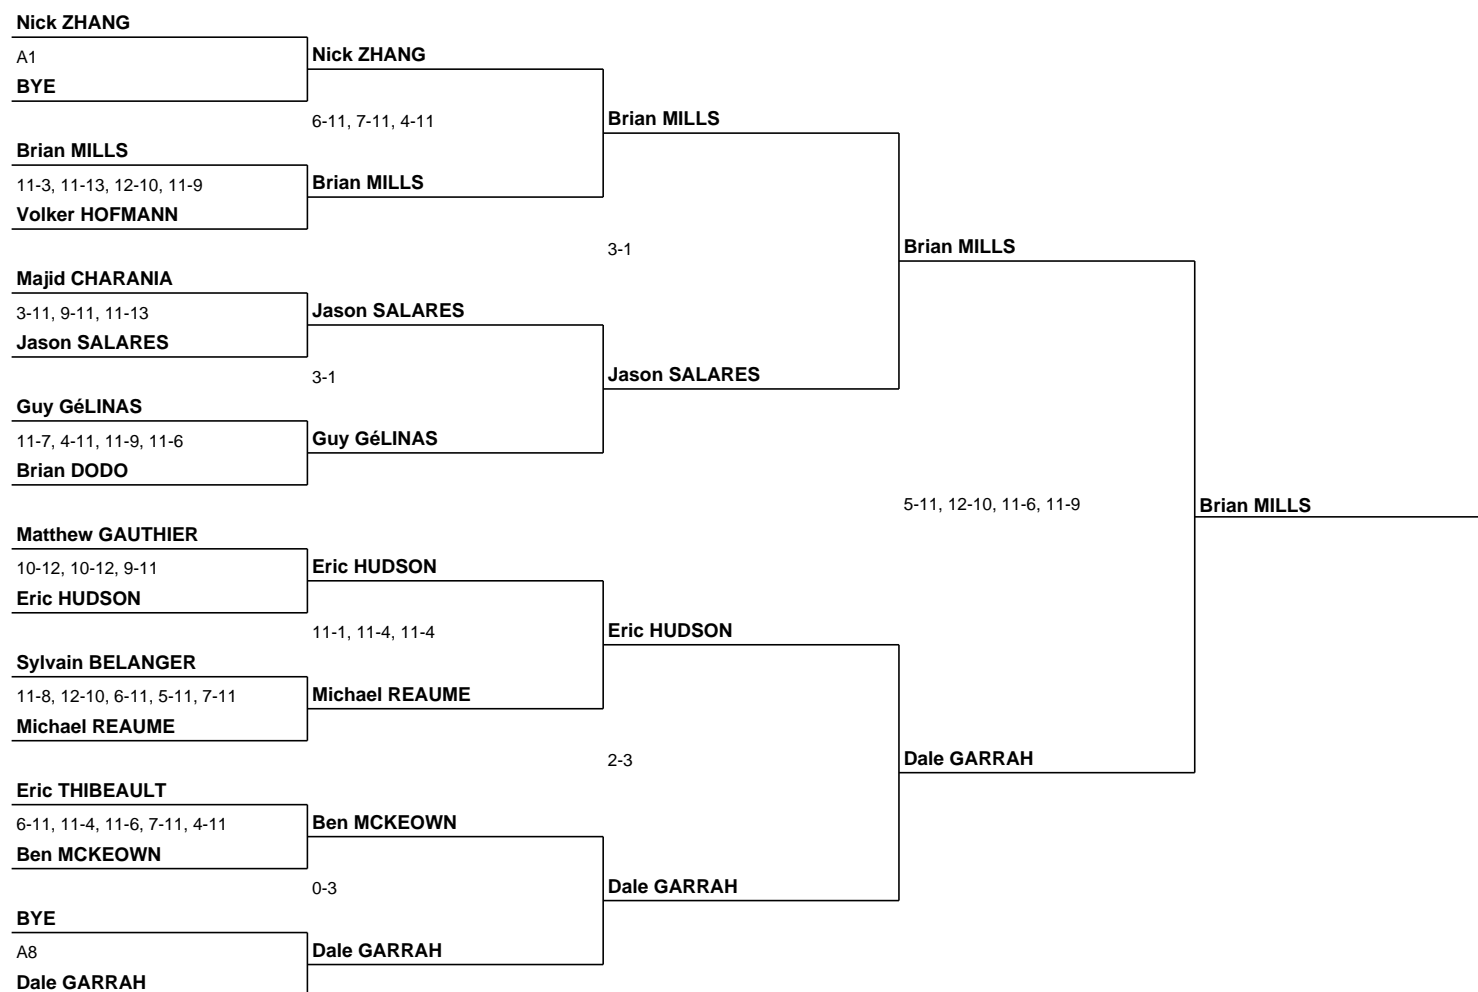 Nick ZHANG
A1
BYE
Nick ZHANG
6-11, 7-11, 4-11
Brian MILLS
Brian MILLS
11-3, 11-13, 12-10, 11-9
Volker HOFMANN
Brian MILLS
3-1
Brian MILLS
Majid CHARANIA
3-11, 9-11, 11-13
Jason SALARES
Jason SALARES
3-1
Jason SALARES
Guy GéLINAS
11-7, 4-11, 11-9, 11-6
Brian DODO
Guy GéLINAS
5-11, 12-10, 11-6, 11-9
Brian MILLS
Matthew GAUTHIER
10-12, 10-12, 9-11
Eric HUDSON
Eric HUDSON
11-1, 11-4, 11-4
Eric HUDSON
Sylvain BELANGER
11-8, 12-10, 6-11, 5-11, 7-11
Michael REAUME
Michael REAUME
2-3
Dale GARRAH
Eric THIBEAULT
6-11, 11-4, 11-6, 7-11, 4-11
Ben MCKEOWN
Ben MCKEOWN
0-3
Dale GARRAH
BYE
A8
Dale GARRAH
Dale GARRAH